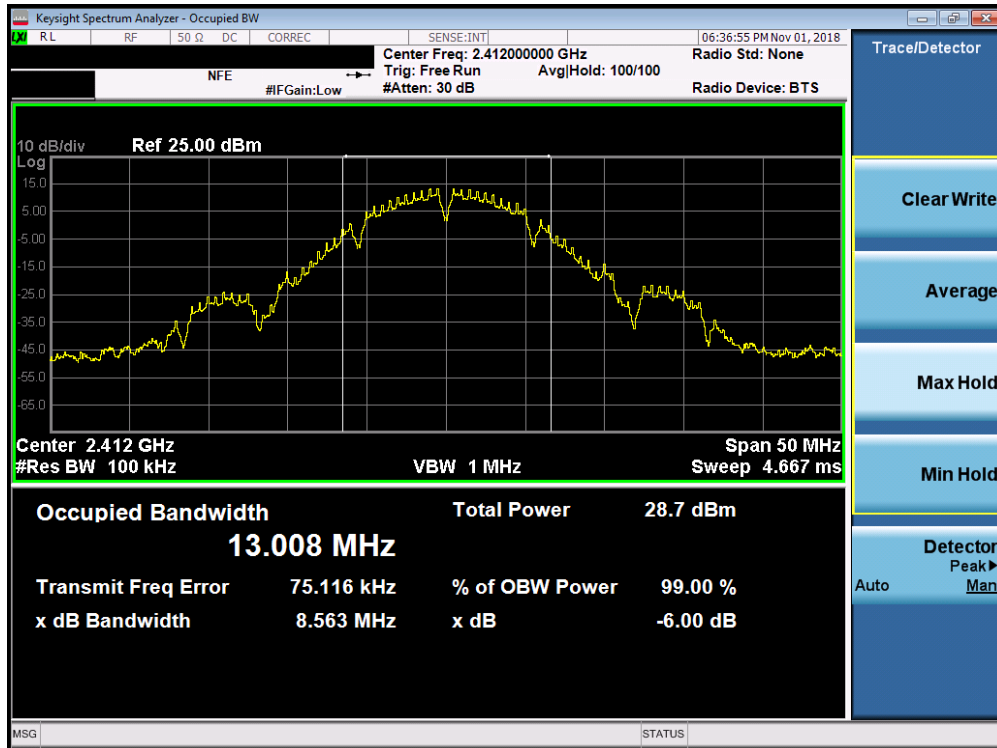 Keysight Spectrum Analyzer - Occupied BW
LXI RL RF 50 Ω DC CORREC SENSE:INT 06:36:55 PM Nov 01, 2018
Center Freq: 2.412000000 GHz Radio Std: None
NFE Trig: Free Run Avg|Hold: 100/100
#IFGain:Low #Atten: 30 dB Radio Device: BTS
Trace/Detector
10 dB/div Ref 25.00 dBm
Log
15.0
5.00
-5.00
-15.0
-25.0
-35.0
-45.0
-55.0
-65.0
Center 2.412 GHz Span 50 MHz
#Res BW 100 kHz VBW 1 MHz Sweep 4.667 ms
Occupied Bandwidth Total Power 28.7 dBm
13.008 MHz
Transmit Freq Error 75.116 kHz % of OBW Power 99.00 %
x dB Bandwidth 8.563 MHz x dB -6.00 dB
Clear Write
Average
Max Hold
Min Hold
Detector
Peak▶
Auto Man
MSG STATUS